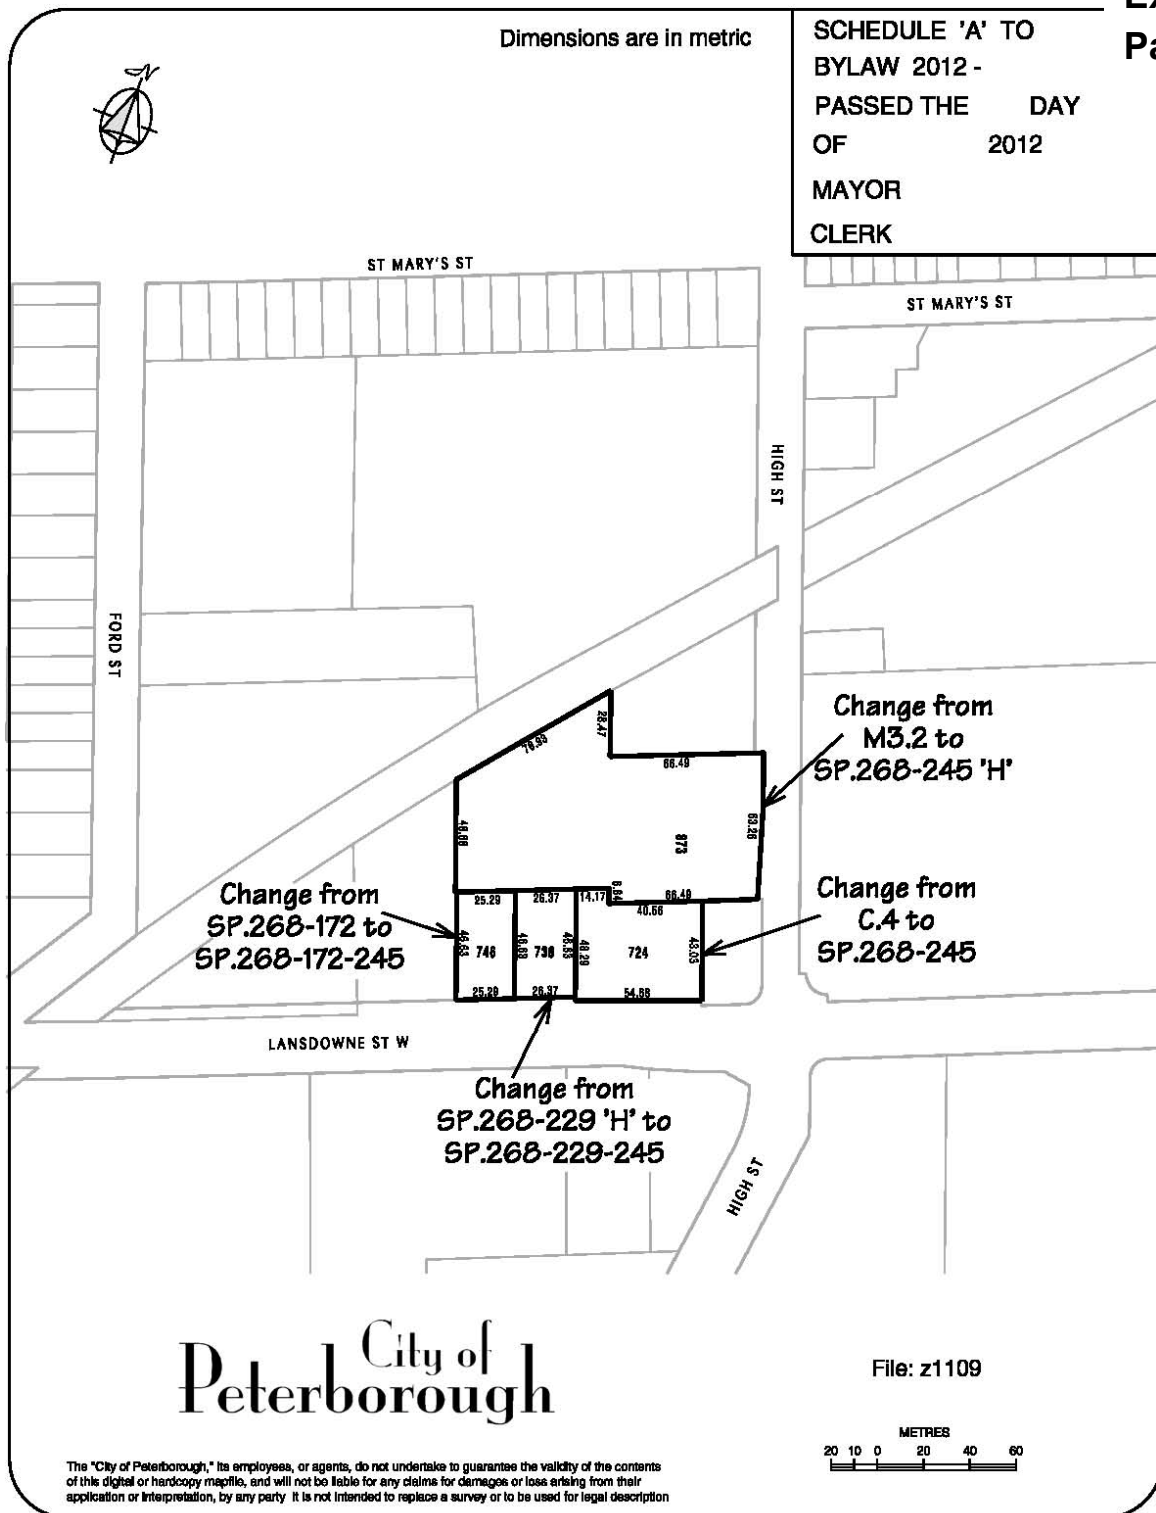 Dimensions are in metric
SCHEDULE 'A' TO
BYLAW 2012 -
PASSED THE DAY
OF 2012
MAYOR
CLERK
N
ST MARY'S ST
ST MARY'S ST
HIGH ST
FORD ST
Change from
M3.2 to
SP.268-245 'H'
28.47
78.93
66.49
63.26
873
66.49
Change from
SP.268-172 to
SP.268-172-245
25.29
26.37
14.17
40.66
Change from
C.4 to
SP.268-245
746
724
48.29
43.03
25.29
26.37
54.86
LANSDOWNE ST W
Change from
SP.268-229 'H' to
SP.268-229-245
HIGH ST
City of
Peterborough
File: z1109
METRES
20 10 0 20 40 60
The "City of Peterborough," its employees, or agents, do not undertake to guarantee the validity of the contents
of this digital or hardcopy mapfile, and will not be liable for any claims for damages or loss arising from their
application or interpretation, by any party It is not intended to replace a survey or to be used for legal description